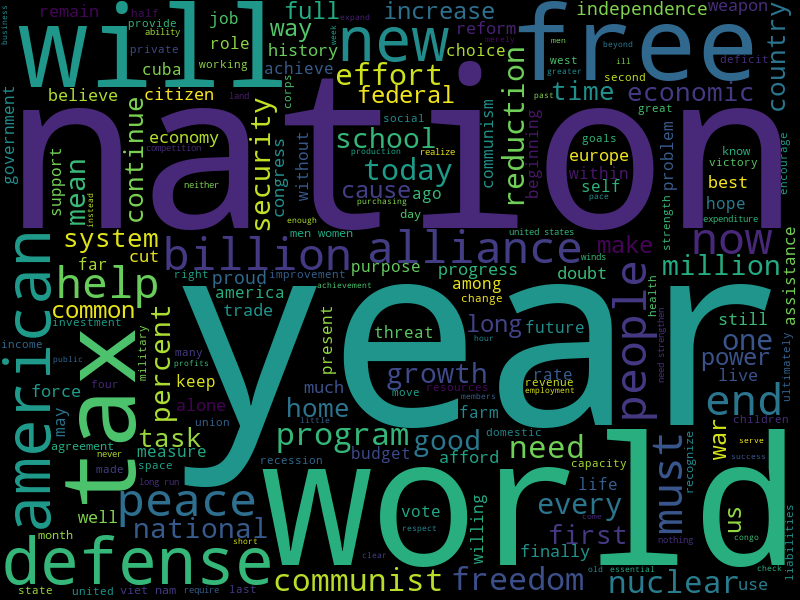 remain half job full increase independence weapon
business provide ability way reform men beyond deficit
will private role new history choice free country
cuba working achieve merely west ill expand week
believe citizen effort federal second greater time economic
government nation land corps past great
support mean continue economy security school social reduction goals know
competition congress production realize communism beginning europe victory
instead neither without today within self best problem encourage
purchasing cause ago day pace hope strength
enough men women united states expenditure
american system billion alliance make now
far cut right proud improvement purpose progress doubt million assistance
help america achievement among winds health
common trade change long future still
investment year threat people one
income tax percent military many present hour power
public profits growth rate live need strengthen
force four keep much move resources revenue employment ultimately
may alone home members farm end
union little children
agreement task program good need domestic war
never measure budget afford capacity must serve
made space recession life recognize success
well long run world every us
month peace vote willing first
national respect finally come nothing congo liabilities
defense short clear old essential check
communist freedom nuclear use
state united viet nam require last